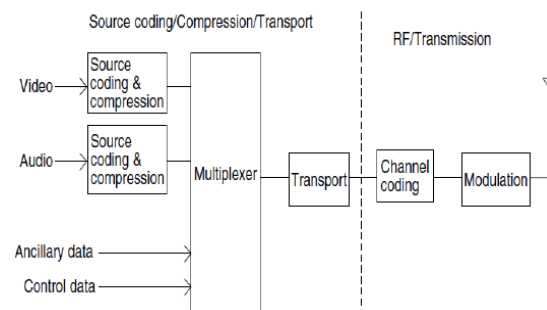 Source coding/Compression/Transport
RF/Transmission
Video
Source
coding &
compression
Audio
Source
coding &
compression
Multiplexer
Transport
Channel
coding
Modulation
Ancillary data
Control data